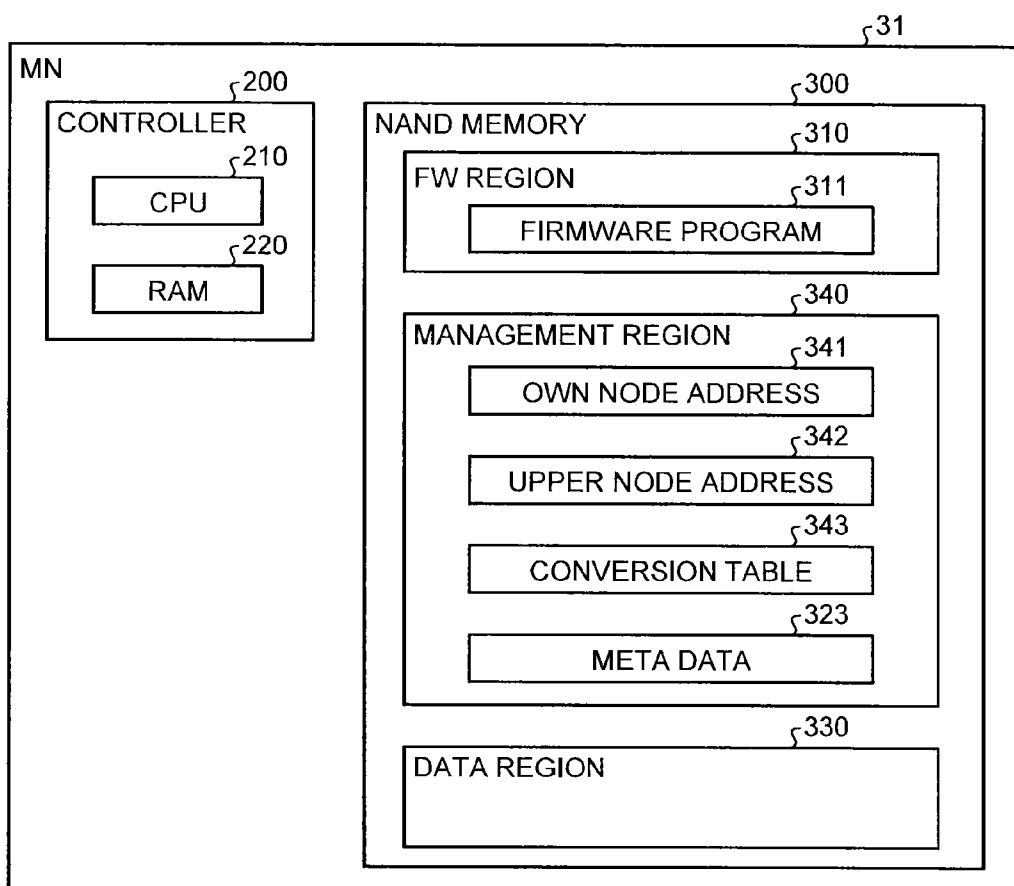 31
MN
200
CONTROLLER
210
CPU
220
RAM
300
NAND MEMORY
310
FW REGION
311
FIRMWARE PROGRAM
340
MANAGEMENT REGION
341
OWN NODE ADDRESS
342
UPPER NODE ADDRESS
343
CONVERSION TABLE
323
META DATA
330
DATA REGION